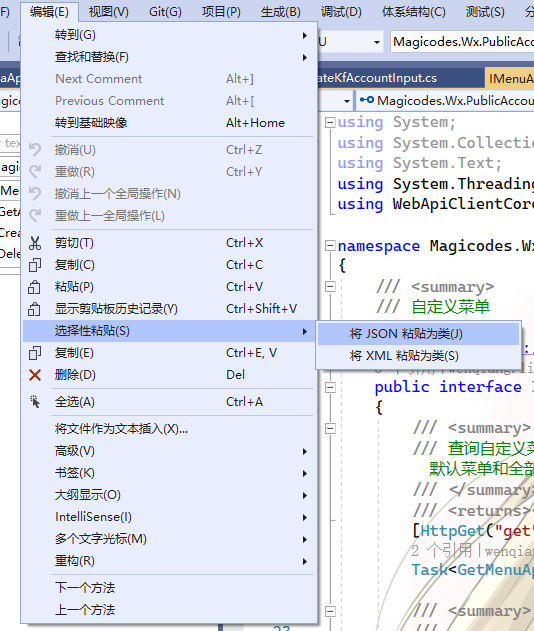 F) 编辑(E) 视图(V) Git(G) 项目(P) 生成(B) 调试(D) 体系结构(C) 测试(S) 分
U Magicodes.Wx.PublicAcc
aAp ateKfAccountInput.cs IMenuA
agicoc Magicodes.Wx.PublicAccou
r text
agic
Men
GetA
Crea
Dele
转到(G)
查找和替换(F)
Next Comment Alt+]
Previous Comment Alt+[
转到基础映像 Alt+Home
撤消(U) Ctrl+Z
重做(R) Ctrl+Y
撤消上一个全局操作(N)
重做上一全局操作(L)
剪切(T) Ctrl+X
复制(C) Ctrl+C
粘贴(P) Ctrl+V
显示剪贴板历史记录(Y) Ctrl+Shift+V
选择性粘贴(S)
将 JSON 粘贴为类(J)
将 XML 粘贴为类(S)
复制(E) Ctrl+E, V
删除(D) Del
全选(A) Ctrl+A
将文件作为文本插入(X)...
高级(V)
书签(K)
大纲显示(O)
IntelliSense(I)
多个文字光标(M)
重构(R)
下一个方法
上一个方法
using System;
using System.Collectio
using System.Text;
using System.Threading
using WebApiClientCore
namespace Magicodes.Wx
{
/// <summary>
/// 自定义菜单
public interface I
{
/// <summary>
/// 查询自定义菜
默认菜单和全部
/// </summary>
/// <returns><
[HttpGet("get"
2 个引用 | wenqian
Task<GetMenuAp
23 /// <summary>
///